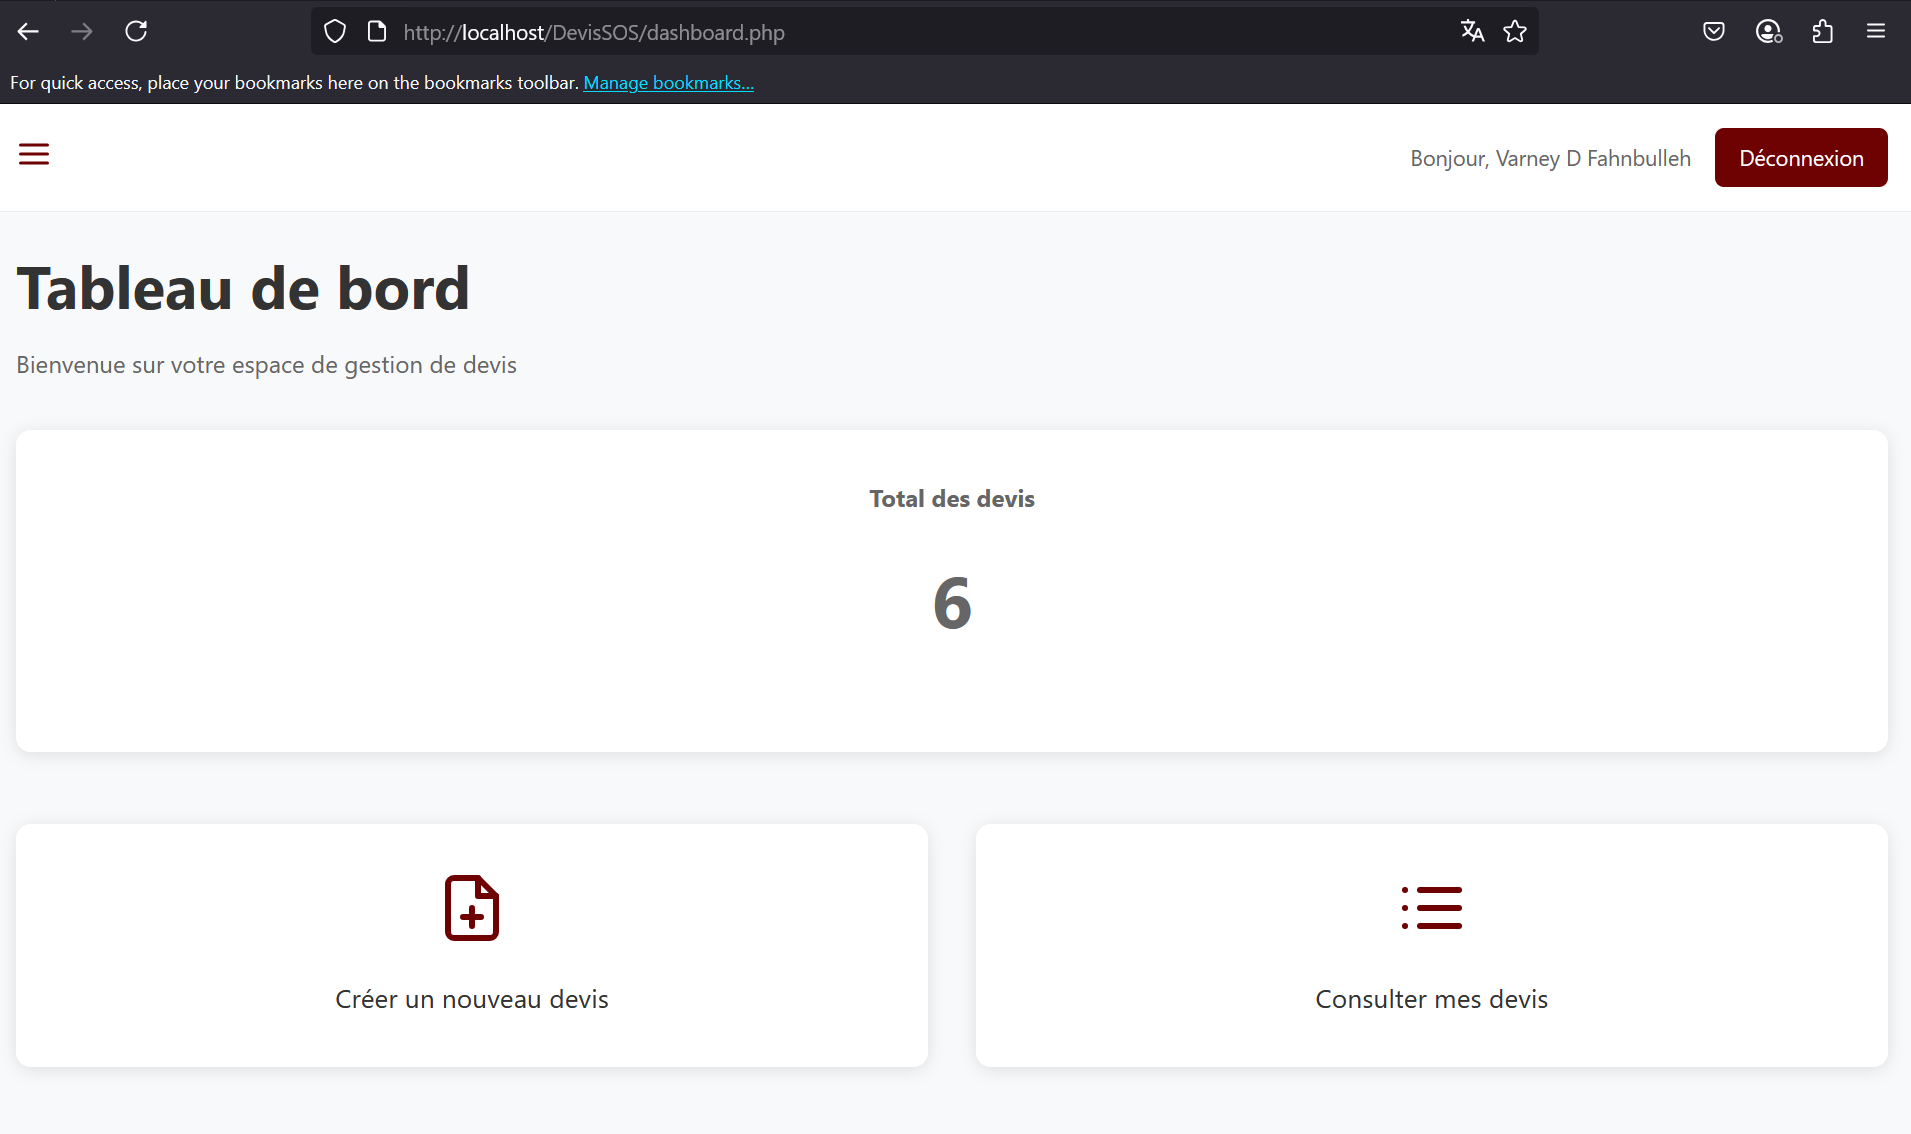 http://localhost/DevisSOS/dashboard.php
For quick access, place your bookmarks here on the bookmarks toolbar. Manage bookmarks...
Bonjour, Varney D Fahnbulleh
Déconnexion
Tableau de bord
Bienvenue sur votre espace de gestion de devis
Total des devis
6
Créer un nouveau devis
Consulter mes devis